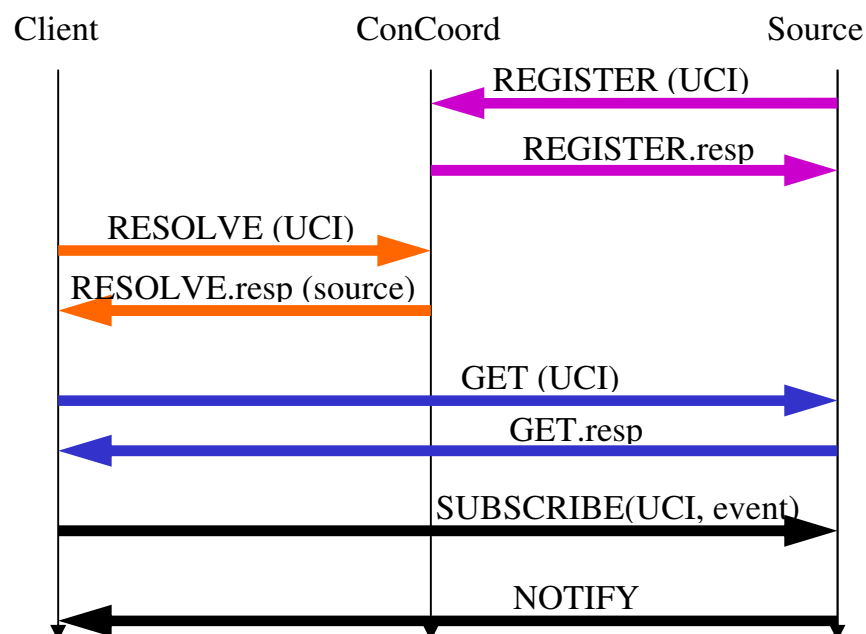 Client ConCoord Source
REGISTER (UCI)
REGISTER.resp
RESOLVE (UCI)
RESOLVE.resp (source)
GET (UCI)
GET.resp
SUBSCRIBE(UCI, event)
NOTIFY